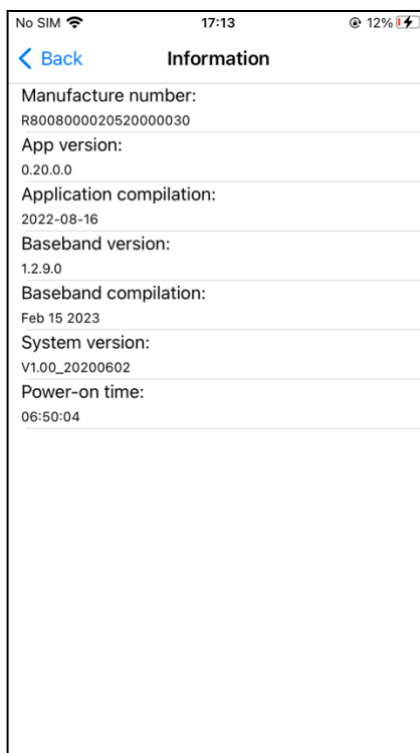 No SIM 17:13 12%
Back Information
Manufacture number:
R8008000020520000030
App version:
0.20.0.0
Application compilation:
2022-08-16
Baseband version:
1.2.9.0
Baseband compilation:
Feb 15 2023
System version:
V1.00_20200602
Power-on time:
06:50:04